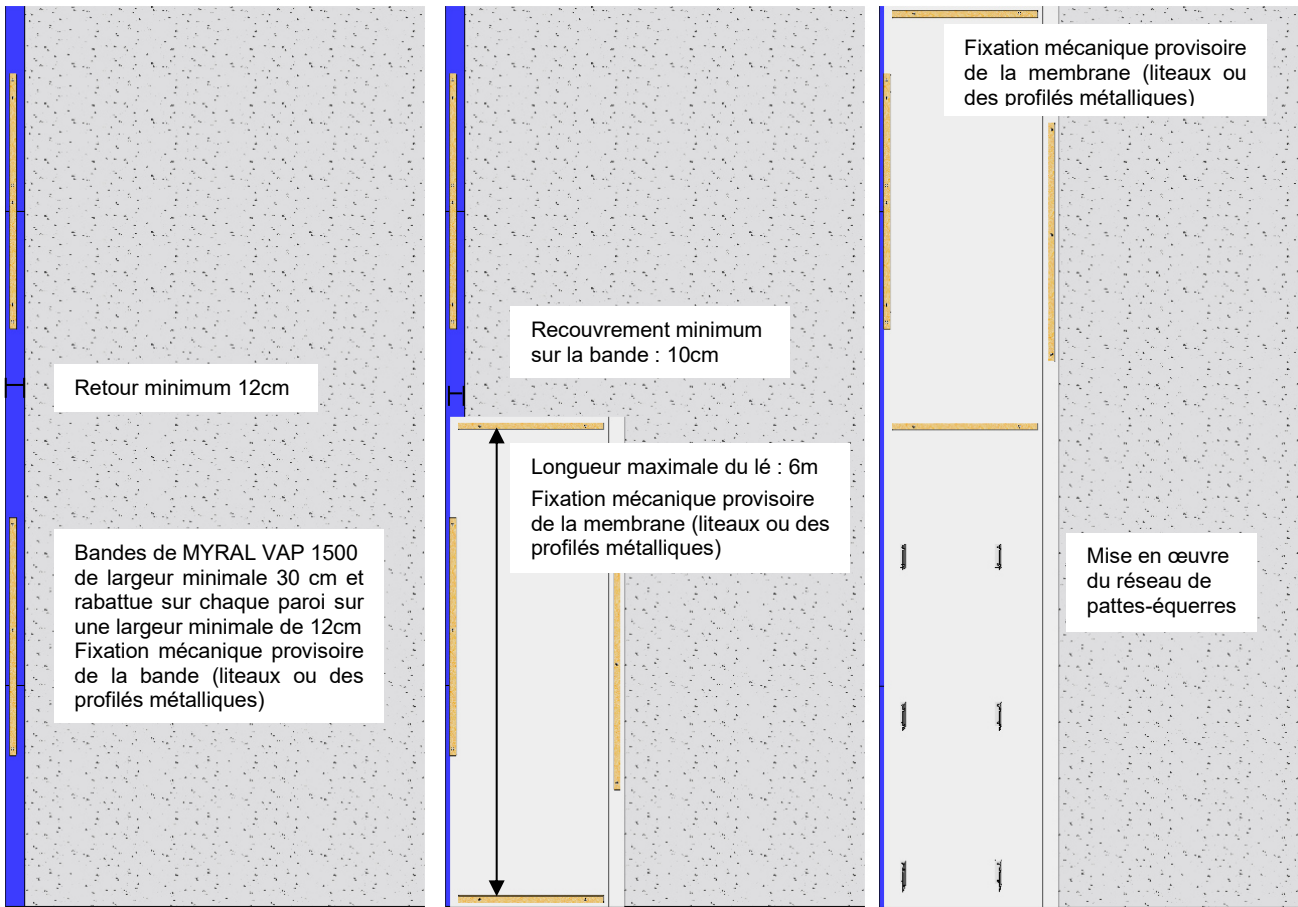 Retour minimum 12cm
Bandes de MYRAL VAP 1500
de largeur minimale 30 cm et
rabattue sur chaque paroi sur
une largeur minimale de 12cm
Fixation mécanique provisoire
de la bande (liteaux ou des
profilés métalliques)
Recouvrement minimum
sur la bande : 10cm
Longueur maximale du lé : 6m
Fixation mécanique provisoire
de la membrane (liteaux ou des
profilés métalliques)
Fixation mécanique provisoire
de la membrane (liteaux ou
des profilés métalliques)
Mise en œuvre
du réseau de
pattes-équerres